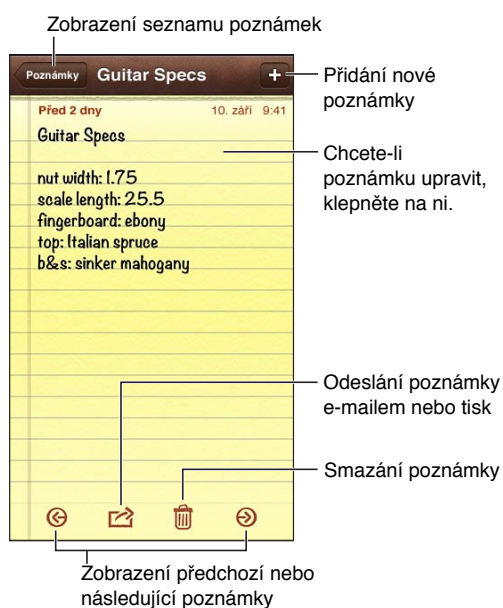 Zobrazení seznamu poznámek
Poznámky Guitar Specs +
Přidání nové
poznámky
Před 2 dny 10. září 9:41
Guitar Specs
Chcete-li
poznámku upravit,
klepněte na ni.
nut width: 1.75
scale length: 25.5
fingerboard: ebony
top: Italian spruce
b&s: sinker mahogany
Odeslání poznámky
e-mailem nebo tisk
Smazání poznámky
Zobrazení předchozí nebo
následující poznámky